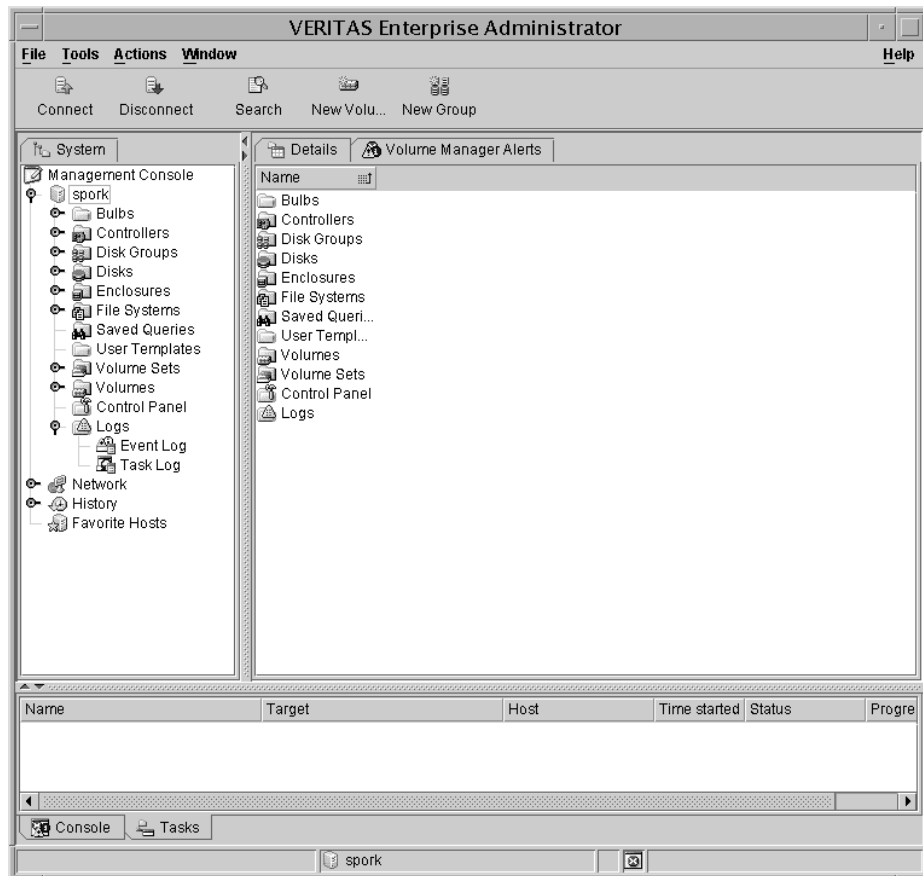 VERITAS Enterprise Administrator
File Tools Actions Window Help
Connect Disconnect Search New Volu... New Group
System
Management Console
spork
Bulbs
Controllers
Disk Groups
Disks
Enclosures
File Systems
Saved Queries
User Templates
Volume Sets
Volumes
Control Panel
Logs
Event Log
Task Log
Network
History
Favorite Hosts
Details Volume Manager Alerts
Name
Bulbs
Controllers
Disk Groups
Disks
Enclosures
File Systems
Saved Queri...
User Templ...
Volumes
Volume Sets
Control Panel
Logs
Name Target Host Time started Status Progre
Console Tasks
spork